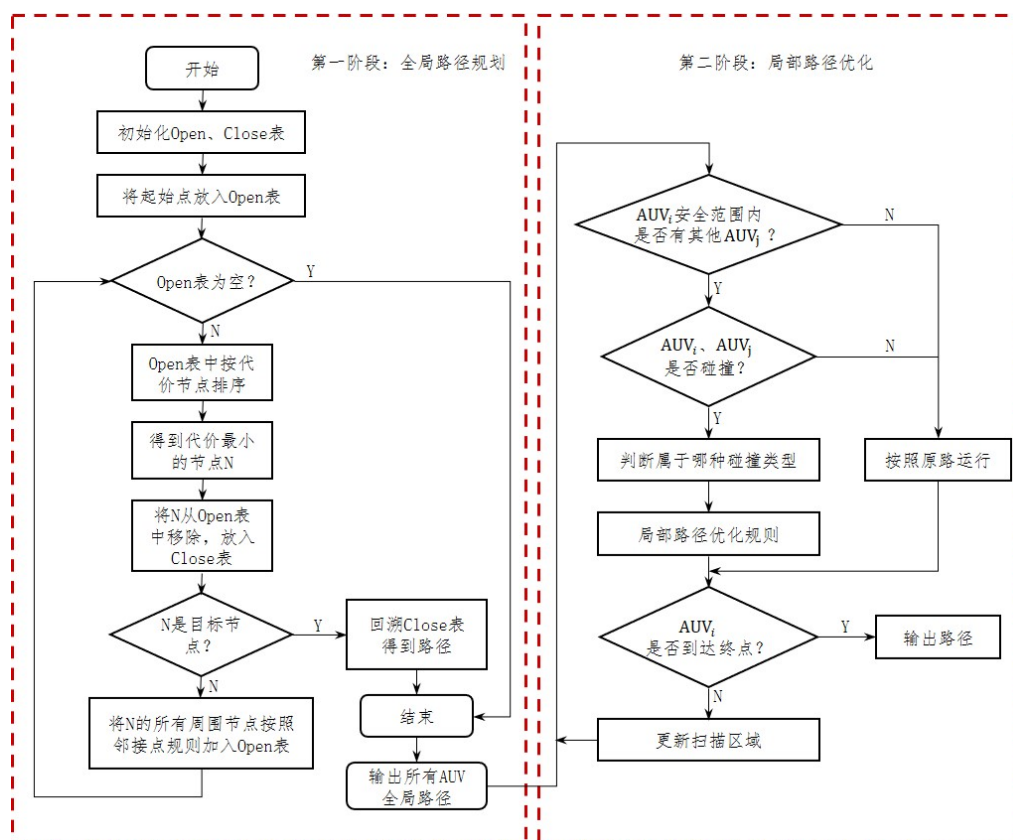 第一阶段：全局路径规划
开始
初始化Open、Close表
将起始点放入Open表
Open表为空？
Y
N
Open表中按代
价节点排序
得到代价最小
的节点N
将N从Open表
中移除，放入
Close表
N是目标节
点？
Y
N
回溯Close表
得到路径
将N的所有周围节点按照
邻接点规则加入Open表
结束
输出所有AUV
全局路径
第二阶段：局部路径优化
AUVi安全范围内
是否有其他AUVj ？
N
Y
AUVi、AUVj
是否碰撞？
N
Y
判断属于哪种碰撞类型
按照原路运行
局部路径优化规则
AUVi
是否到达终点？
Y
N
输出路径
更新扫描区域